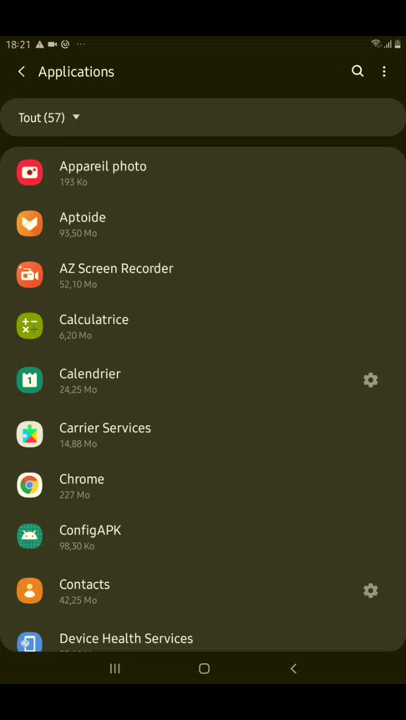 18:21
Applications
Tout (57)
Appareil photo
193 Ko
Aptoide
93,50 Mo
AZ Screen Recorder
52,10 Mo
Calculatrice
6,20 Mo
Calendrier
24,25 Mo
Carrier Services
14,88 Mo
Chrome
227 Mo
ConfigAPK
98,30 Ko
Contacts
42,25 Mo
Device Health Services